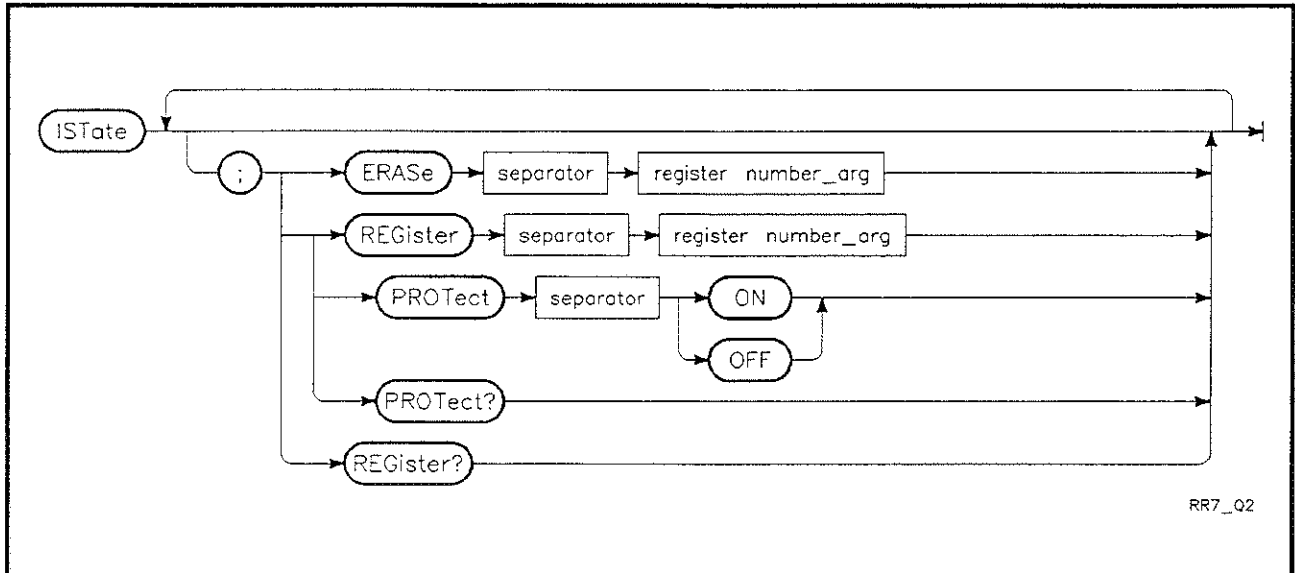 ISTate
; ERASe separator register number_arg
REGister separator register number_arg
PROTect separator ON
OFF
PROTect?
REGister?
RR7_Q2